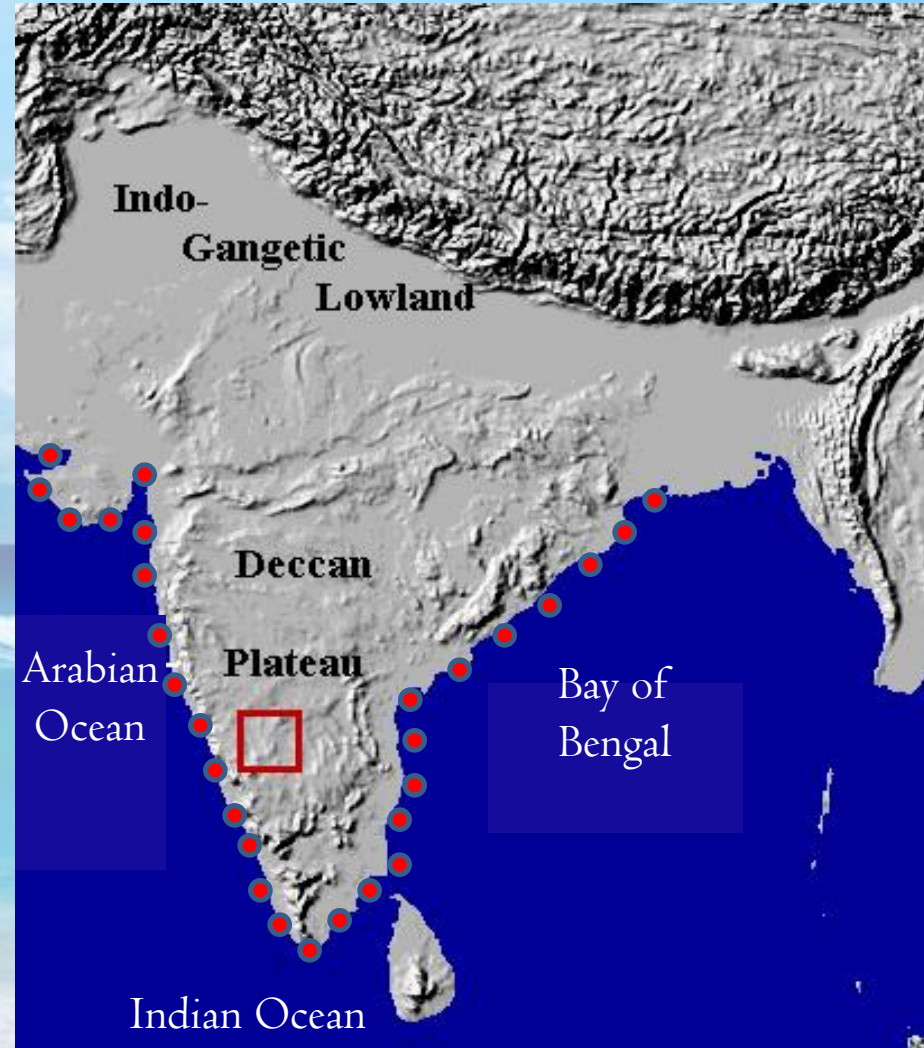 Indo-
Gangetic
Lowland
Deccan
Plateau
Arabian
Ocean
Bay of
Bengal
Indian Ocean